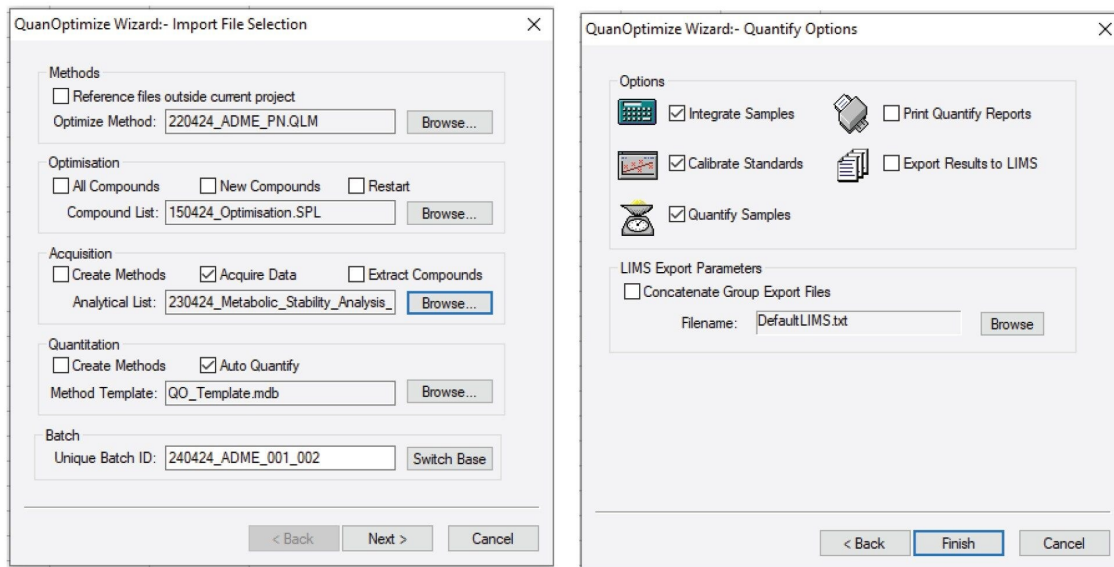 QuanOptimize Wizard:- Import File Selection
Methods
Reference files outside current project
Optimize Method: 220424_ADME_PN.QLM Browse...
Optimisation
All Compounds New Compounds Restart
Compound List: 150424_Optimisation.SPL Browse...
Acquisition
Create Methods Acquire Data Extract Compounds
Analytical List: 230424_Metabolic_Stability_Analysis_ Browse...
Quantitation
Create Methods Auto Quantify
Method Template: QO_Template.mdb Browse...
Batch
Unique Batch ID: 240424_ADME_001_002 Switch Base
< Back Next > Cancel
QuanOptimize Wizard:- Quantify Options
Options
Integrate Samples Print Quantify Reports
Calibrate Standards Export Results to LIMS
Quantify Samples
LIMS Export Parameters
Concatenate Group Export Files
Filename: DefaultLIMS.txt Browse
< Back Finish Cancel